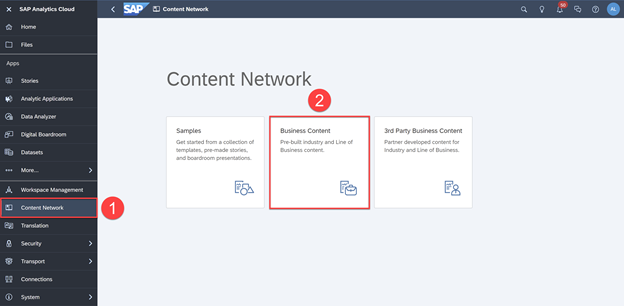 SAP Analytics Cloud
SAP Content Network
50
AL
Home
Files
Apps
Stories
Analytic Applications
Data Analyzer
Digital Boardroom
Datasets
More...
Workspace Management
Content Network
1
Translation
Security
Transport
Connections
System
Content Network
2
Samples
Get started from a collection of
templates, pre-made stories,
and boardroom presentations.
Business Content
Pre-built industry and Line of
Business content.
3rd Party Business Content
Partner developed content for
Industry and Line of Business.